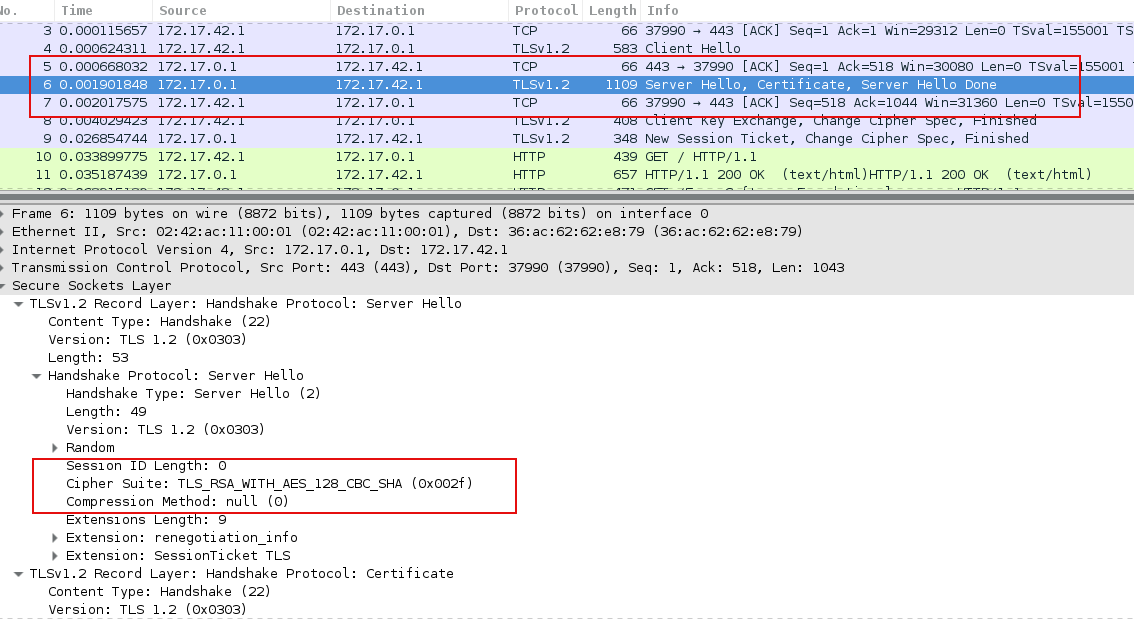 No. Time Source Destination Protocol Length Info
3 0.000115657 172.17.42.1 172.17.0.1 TCP 66 37990 → 443 [ACK] Seq=1 Ack=1 Win=29312 Len=0 TSval=155001 TS
4 0.000624311 172.17.42.1 172.17.0.1 TLSv1.2 583 Client Hello
5 0.000668032 172.17.0.1 172.17.42.1 TCP 66 443 → 37990 [ACK] Seq=1 Ack=518 Win=30080 Len=0 TSval=155001 T
6 0.001901848 172.17.0.1 172.17.42.1 TLSv1.2 1109 Server Hello, Certificate, Server Hello Done
7 0.002017575 172.17.42.1 172.17.0.1 TCP 66 37990 → 443 [ACK] Seq=518 Ack=1044 Win=31360 Len=0 TSval=1550
8 0.004029423 172.17.42.1 172.17.0.1 TLSv1.2 408 Client Key Exchange, Change Cipher Spec, Finished
9 0.026854744 172.17.0.1 172.17.42.1 TLSv1.2 348 New Session Ticket, Change Cipher Spec, Finished
10 0.033899775 172.17.42.1 172.17.0.1 HTTP 439 GET / HTTP/1.1
11 0.035187439 172.17.0.1 172.17.42.1 HTTP 657 HTTP/1.1 200 OK (text/html)HTTP/1.1 200 OK (text/html)
Frame 6: 1109 bytes on wire (8872 bits), 1109 bytes captured (8872 bits) on interface 0
Ethernet II, Src: 02:42:ac:11:00:01 (02:42:ac:11:00:01), Dst: 36:ac:62:62:e8:79 (36:ac:62:62:e8:79)
Internet Protocol Version 4, Src: 172.17.0.1, Dst: 172.17.42.1
Transmission Control Protocol, Src Port: 443 (443), Dst Port: 37990 (37990), Seq: 1, Ack: 518, Len: 1043
Secure Sockets Layer
TLSv1.2 Record Layer: Handshake Protocol: Server Hello
Content Type: Handshake (22)
Version: TLS 1.2 (0x0303)
Length: 53
Handshake Protocol: Server Hello
Handshake Type: Server Hello (2)
Length: 49
Version: TLS 1.2 (0x0303)
Random
Session ID Length: 0
Cipher Suite: TLS_RSA_WITH_AES_128_CBC_SHA (0x002f)
Compression Method: null (0)
Extensions Length: 9
Extension: renegotiation_info
Extension: SessionTicket TLS
TLSv1.2 Record Layer: Handshake Protocol: Certificate
Content Type: Handshake (22)
Version: TLS 1.2 (0x0303)